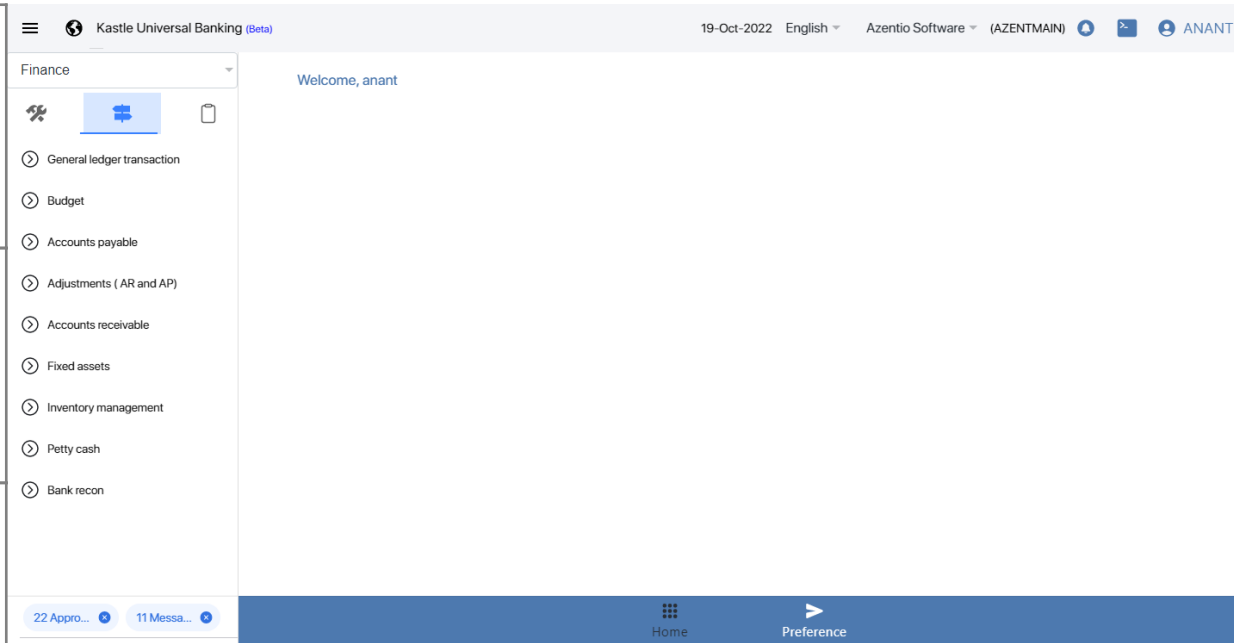 Kastle Universal Banking (Beta)
19-Oct-2022 English Azentio Software (AZENTMAIN) ANANT
Finance
Welcome, anant
General ledger transaction
Budget
Accounts payable
Adjustments ( AR and AP)
Accounts receivable
Fixed assets
Inventory management
Petty cash
Bank recon
22 Appro... 11 Messa...
Home Preference